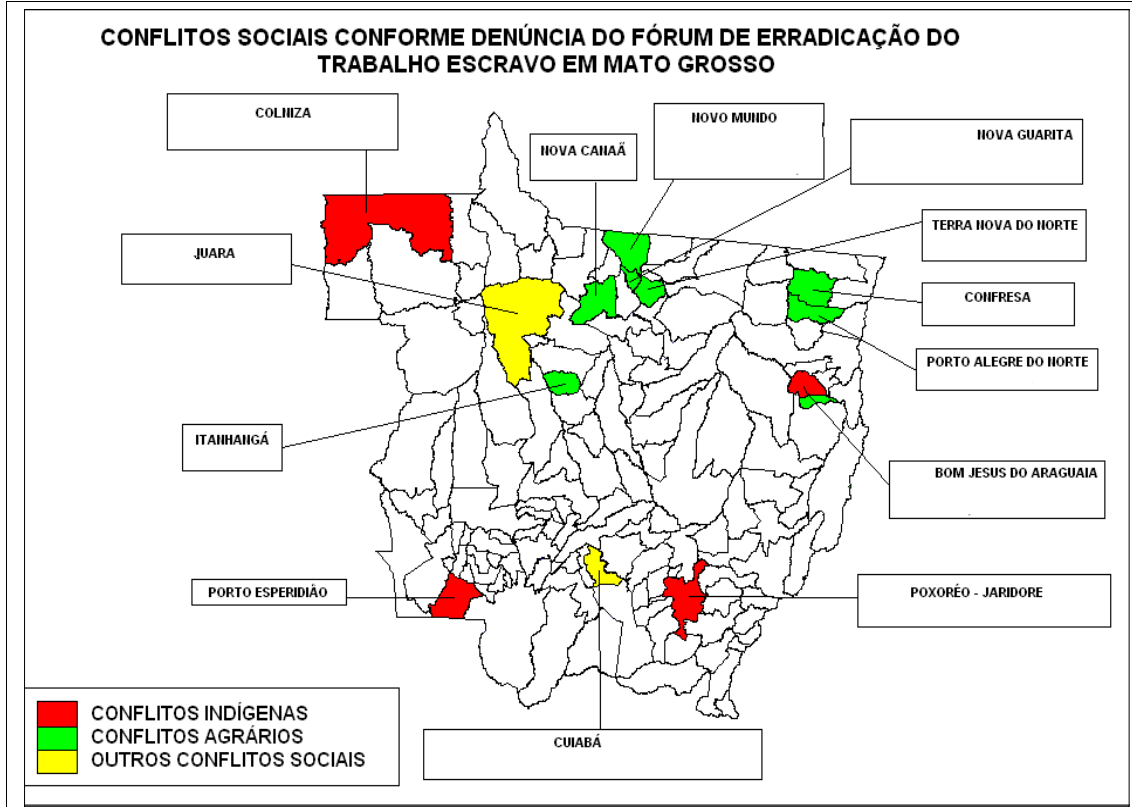 CONFLITOS SOCIAIS CONFORME DENÚNCIA DO FÓRUM DE ERRADICAÇÃO DO
TRABALHO ESCRAVO EM MATO GROSSO
COLNIZA
NOVO MUNDO
NOVA GUARITA
NOVA CANAÃ
TERRA NOVA DO NORTE
JUARA
CONFRESA
PORTO ALEGRE DO NORTE
ITANHANGÁ
BOM JESUS DO ARAGUAIA
PORTO ESPERIDIÃO
POXORÉO - JARIDORE
CUIABÁ
CONFLITOS INDÍGENAS
CONFLITOS AGRÁRIOS
OUTROS CONFLITOS SOCIAIS